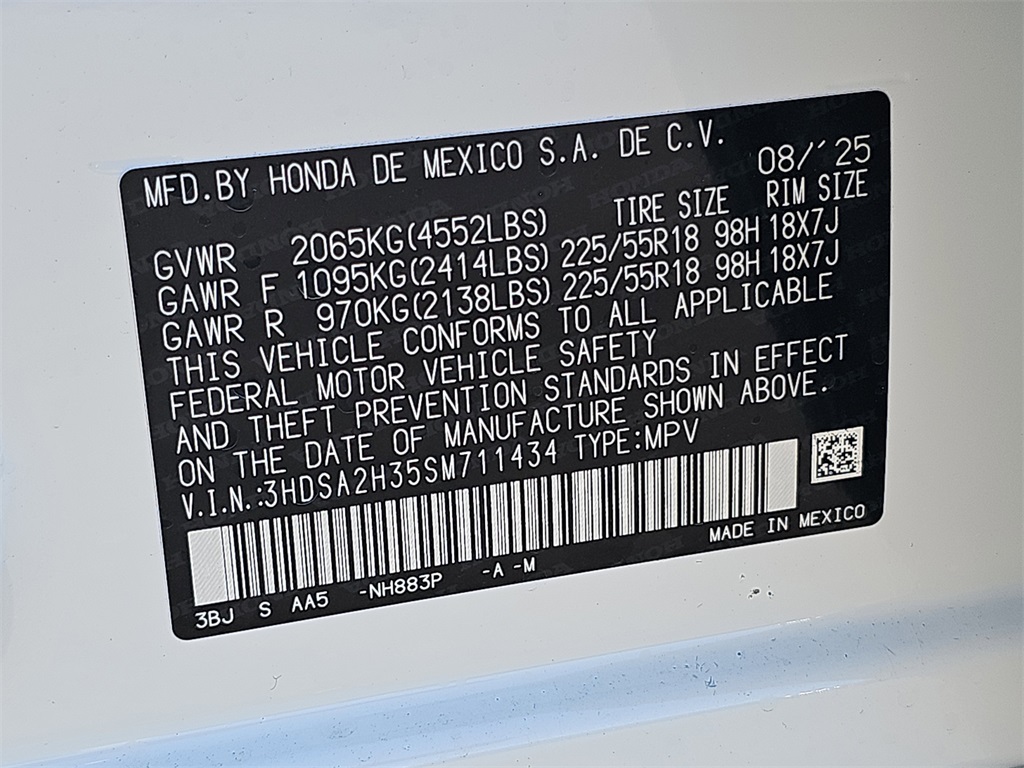 MFD.BY HONDA DE MEXICO S.A. DE C.V. 08/´25
TIRE SIZE RIM SIZE
GVWR 2065KG(4552LBS)
GAWR F 1095KG(2414LBS) 225/55R18 98H 18X7J
GAWR R 970KG(2138LBS) 225/55R18 98H 18X7J
THIS VEHICLE CONFORMS TO ALL APPLICABLE
FEDERAL MOTOR VEHICLE SAFETY
AND THEFT PREVENTION STANDARDS IN EFFECT
ON THE DATE OF MANUFACTURE SHOWN ABOVE.
V.I.N.:3HDSA2H35SM711434 TYPE:MPV
MADE IN MEXICO
3BJ S AA5 -NH883P -A -M